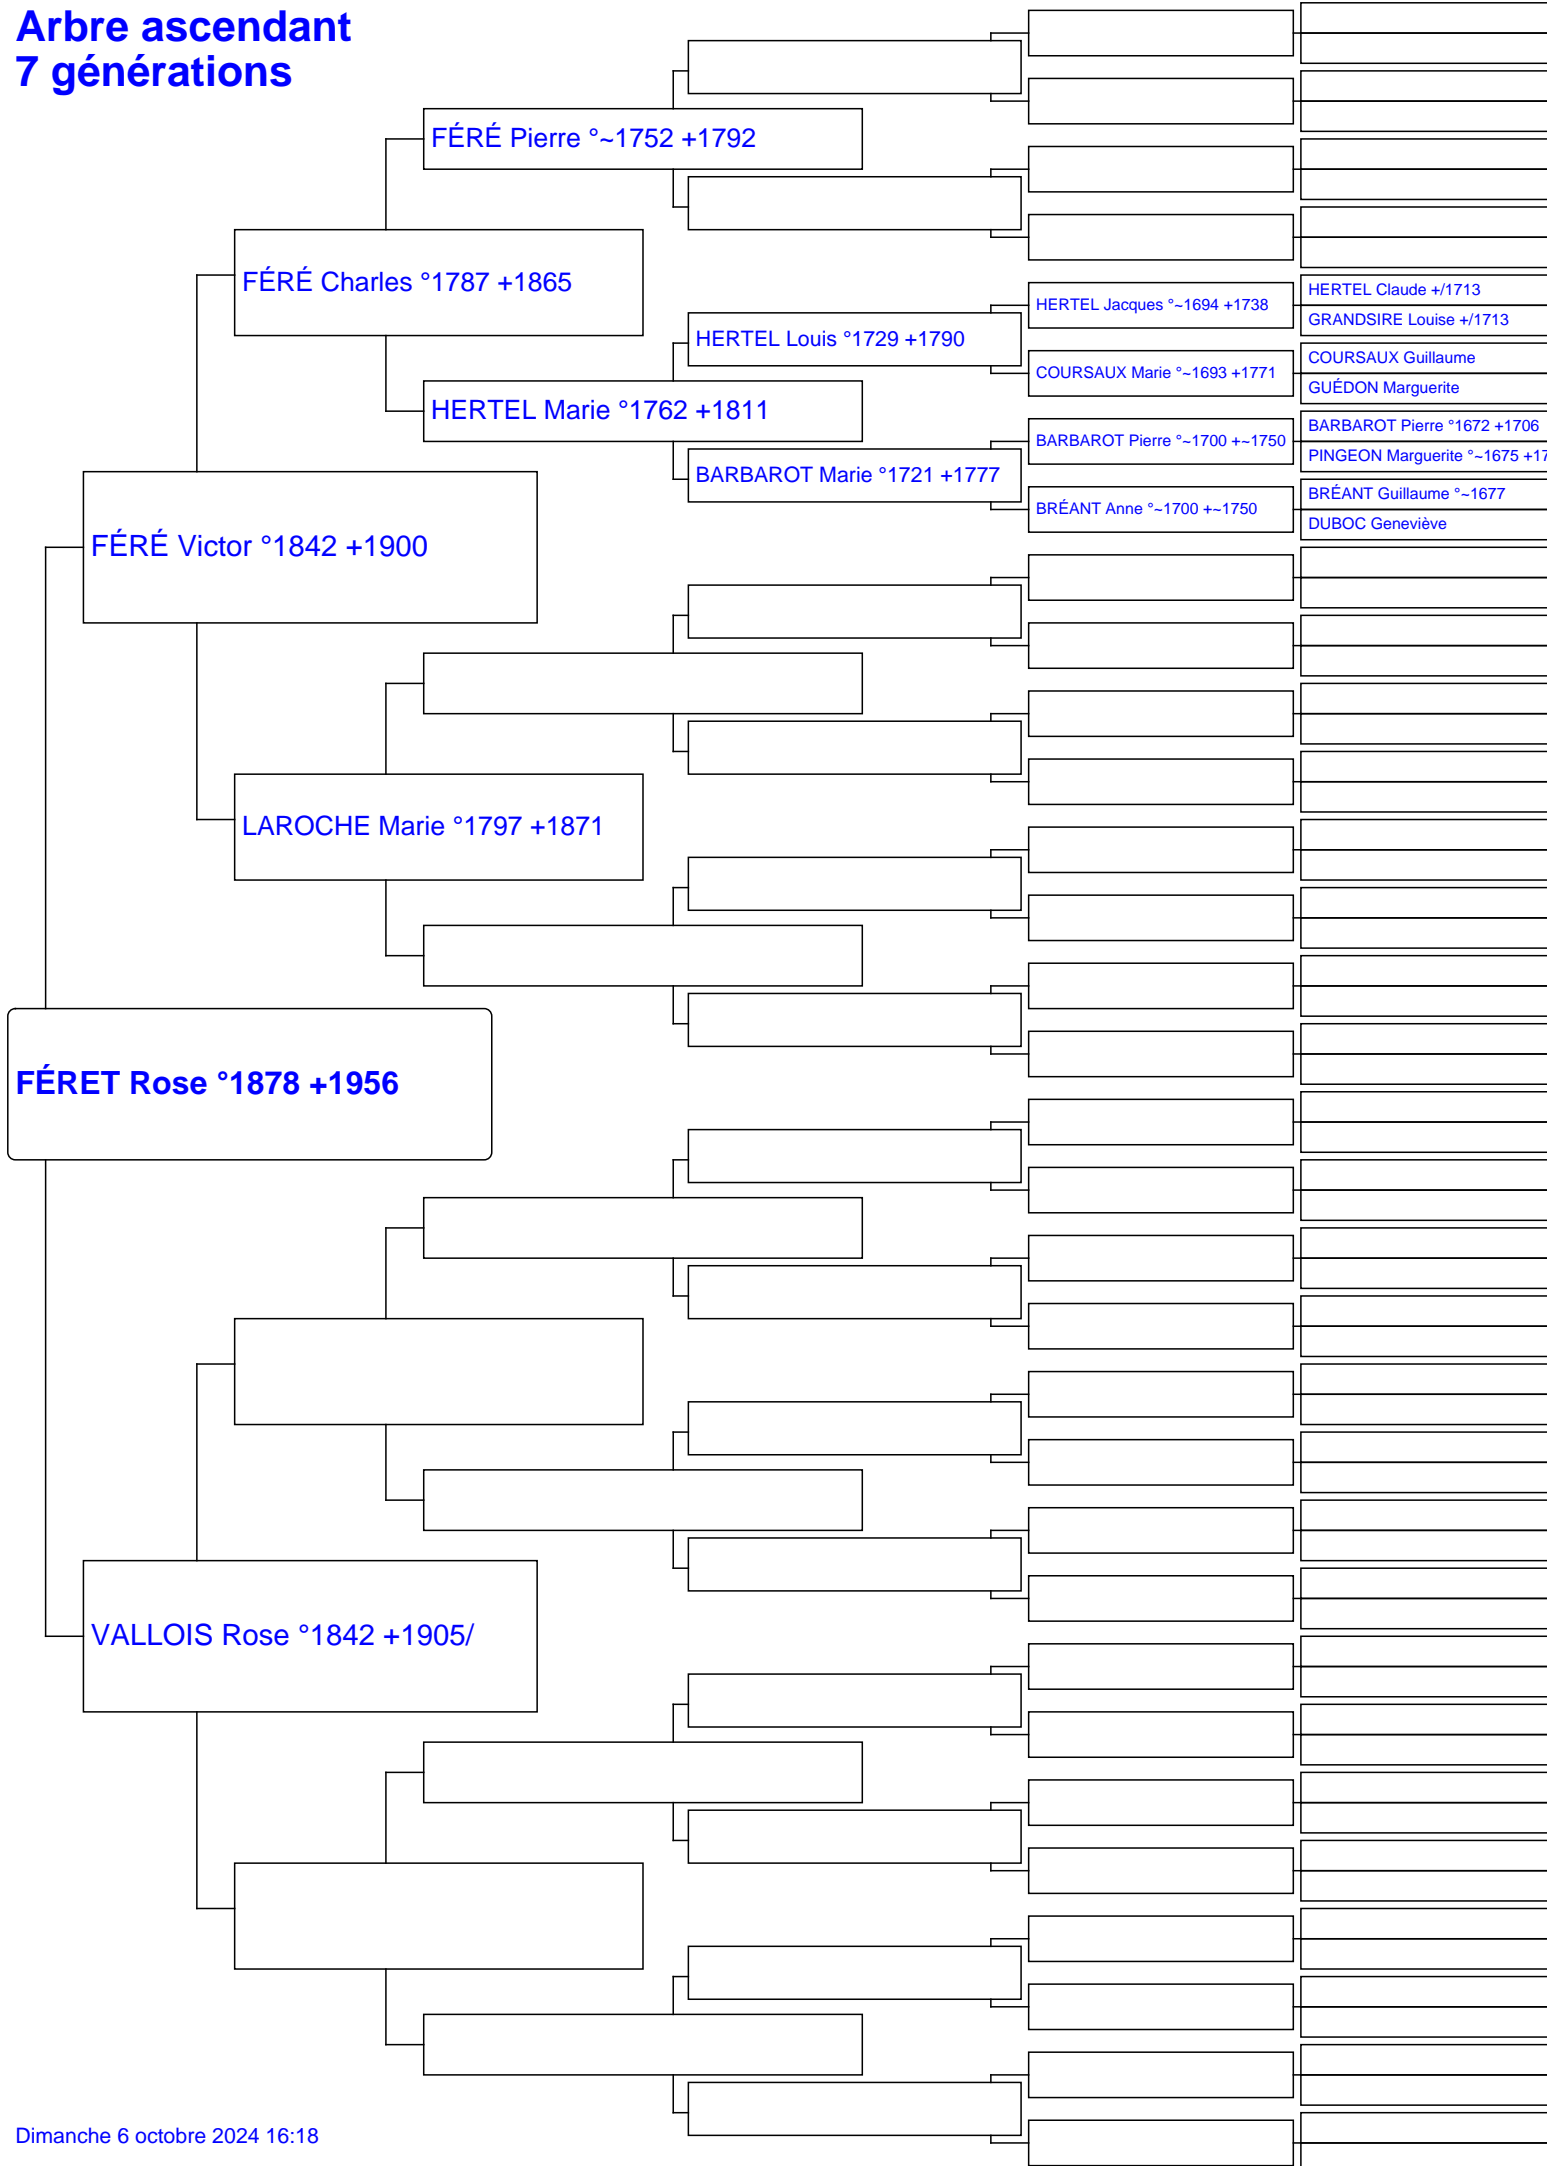 Arbre ascendant
7 générations
FÉRÉ Pierre °~1752 +1792
FÉRÉ Charles °1787 +1865
HERTEL Jacques °~1694 +1738
HERTEL Claude +/1713
GRANDSIRE Louise +/1713
HERTEL Louis °1729 +1790
COURSAUX Marie °~1693 +1771
COURSAUX Guillaume
GUÉDON Marguerite
HERTEL Marie °1762 +1811
BARBAROT Pierre °~1700 +~1750
BARBAROT Pierre °1672 +1706
PINGEON Marguerite °~1675 +17
BARBAROT Marie °1721 +1777
BRÉANT Anne °~1700 +~1750
BRÉANT Guillaume °~1677
DUBOC Geneviève
FÉRÉ Victor °1842 +1900
LAROCHE Marie °1797 +1871
FÉRET Rose °1878 +1956
VALLOIS Rose °1842 +1905/
Dimanche 6 octobre 2024 16:18